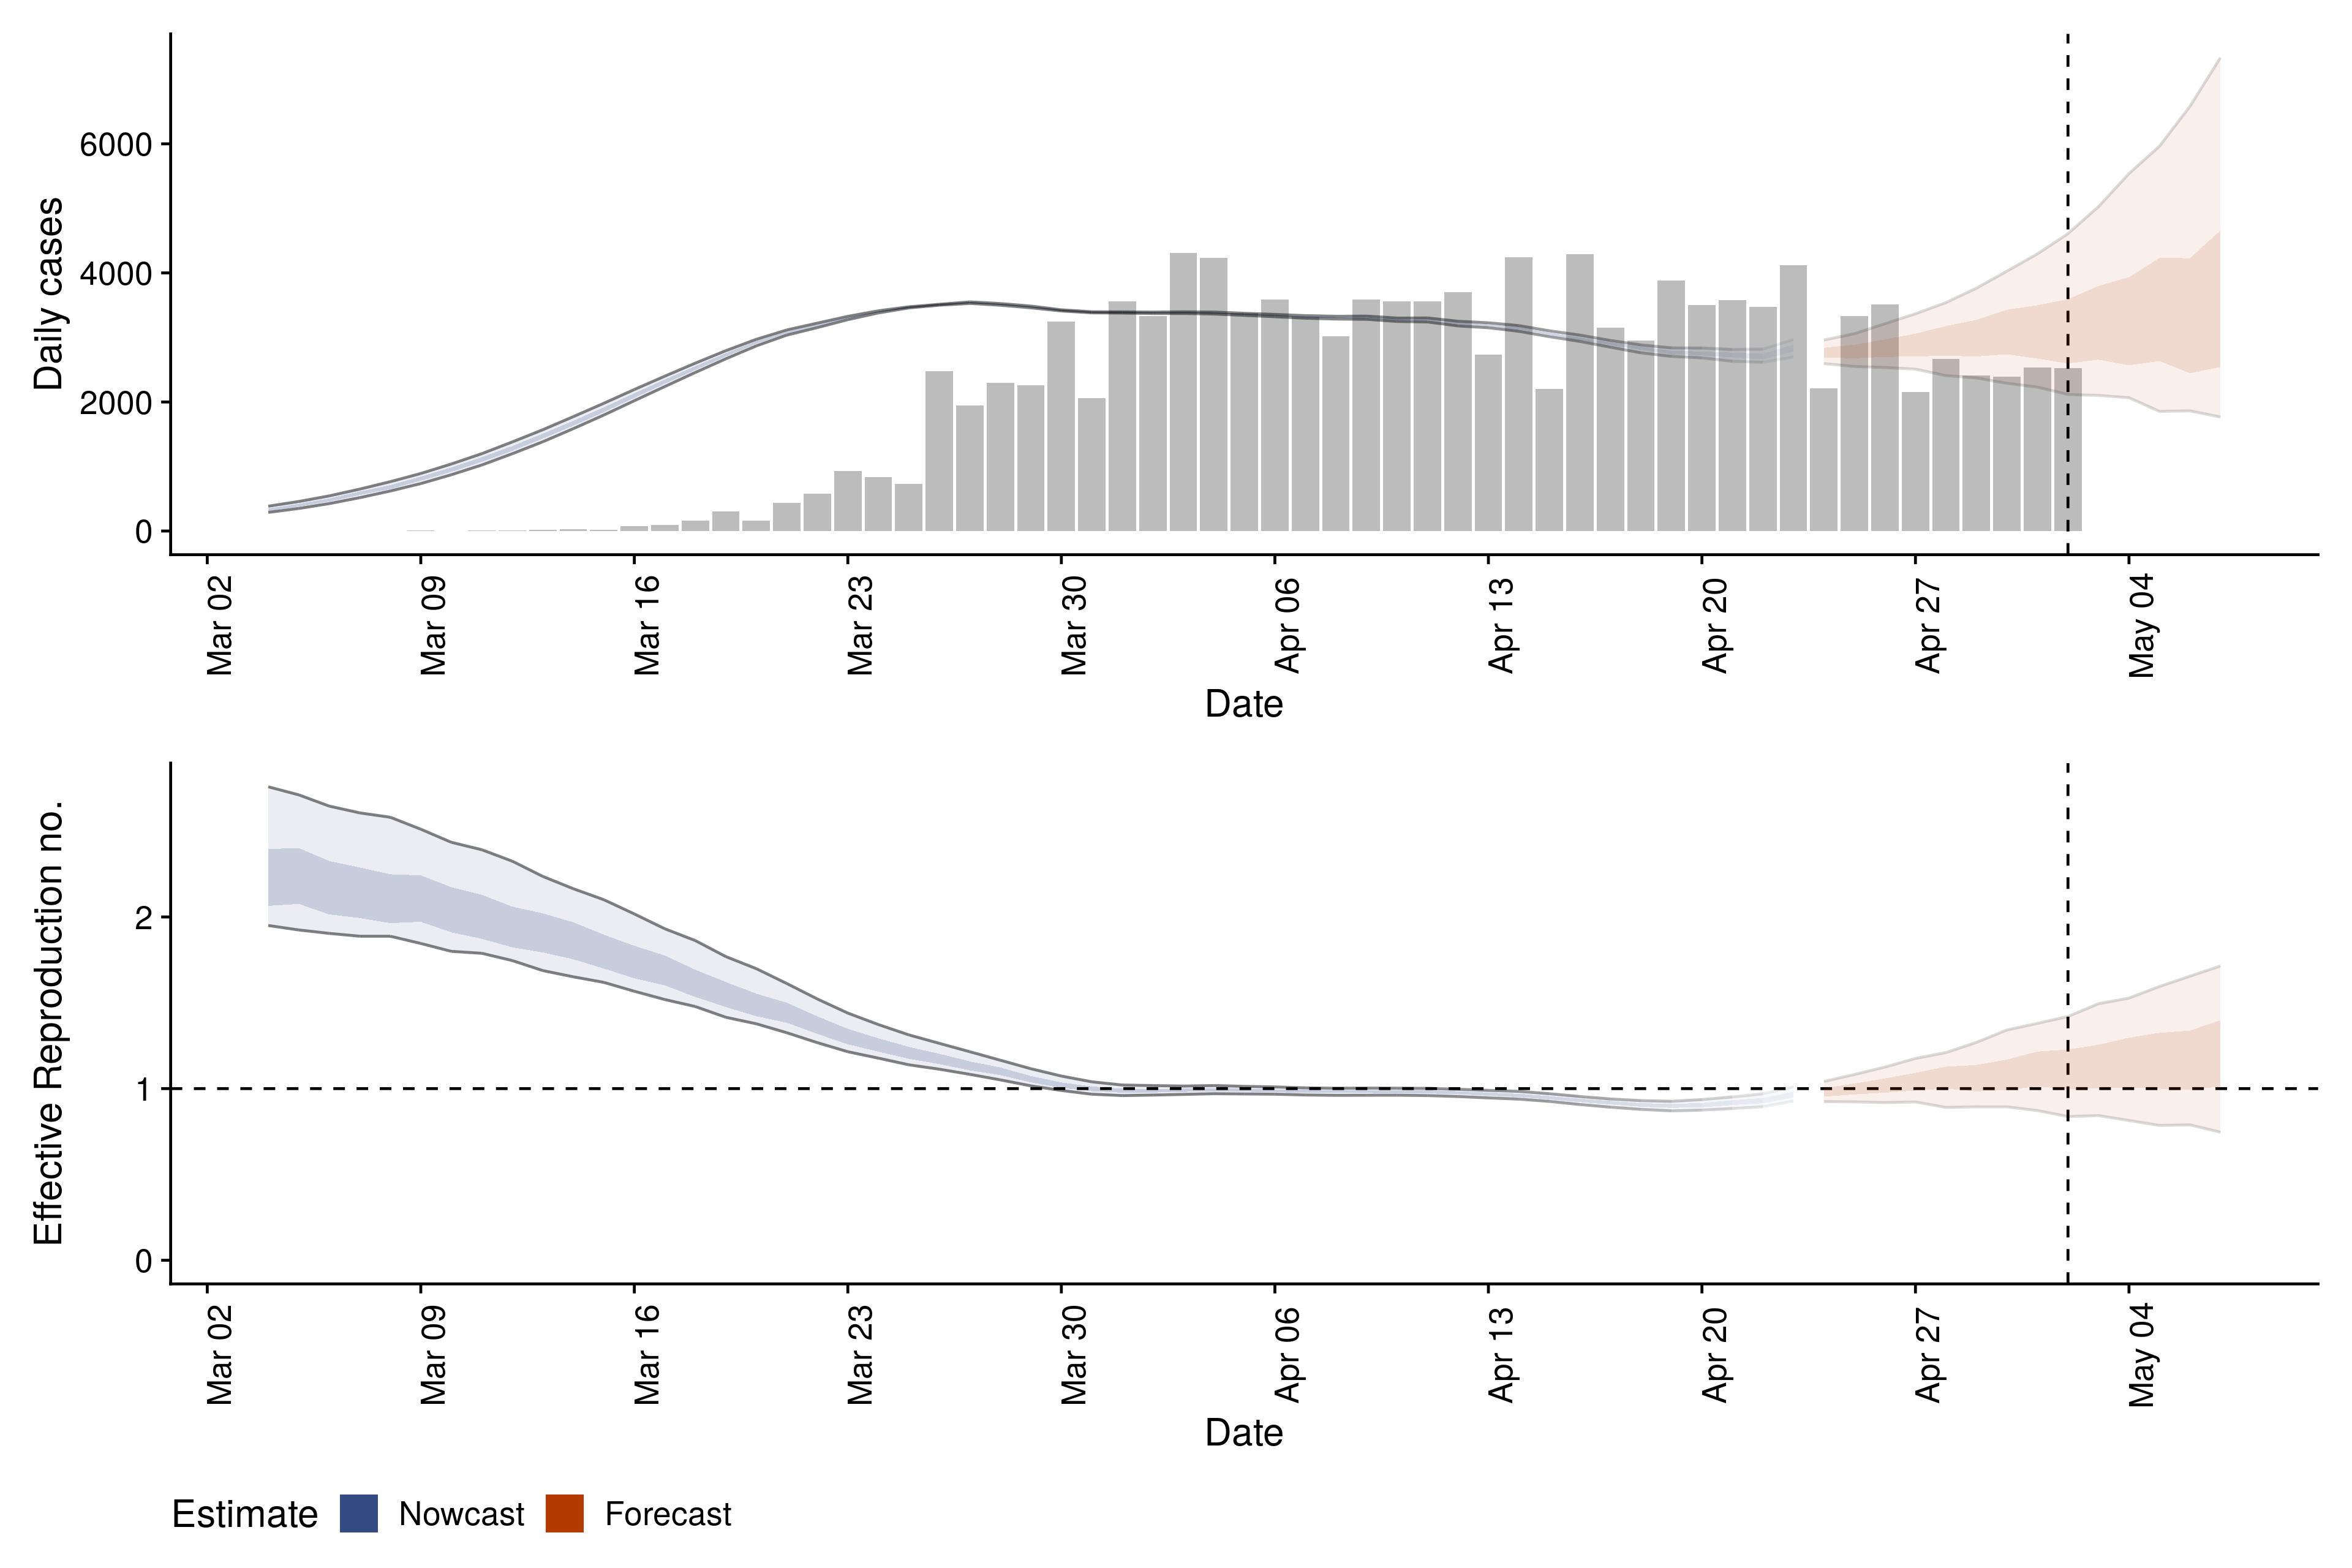 Daily cases
6000
4000
2000
0
Mar 02
Mar 09
Mar 16
Mar 23
Mar 30
Apr 06
Apr 13
Apr 20
Apr 27
May 04
Date
Effective Reproduction no.
2
1
0
Mar 02
Mar 09
Mar 16
Mar 23
Mar 30
Apr 06
Apr 13
Apr 20
Apr 27
May 04
Date
Estimate Nowcast Forecast